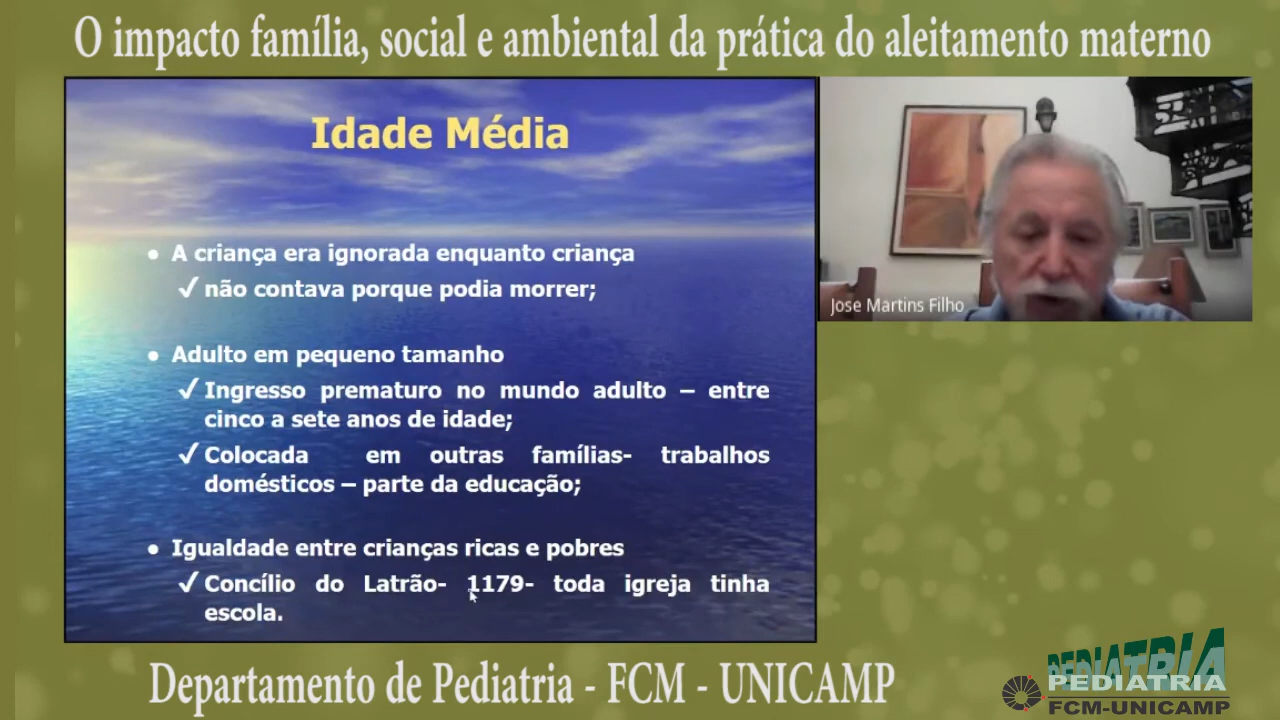 O impacto família, social e ambiental da prática do aleitamento materno
Idade Média
• A criança era ignorada enquanto criança
✓ não contava porque podia morrer;
• Adulto em pequeno tamanho
✓ Ingresso prematuro no mundo adulto – entre
cinco a sete anos de idade;
✓ Colocada em outras famílias- trabalhos
domésticos – parte da educação;
• Igualdade entre crianças ricas e pobres
✓ Concílio do Latrão- 1179- toda igreja tinha
escola.
Jose Martins Filho
Departamento de Pediatria - FCM - UNICAMP
PEDIATRIA
PEDIATRIA
FCM-UNICAMP